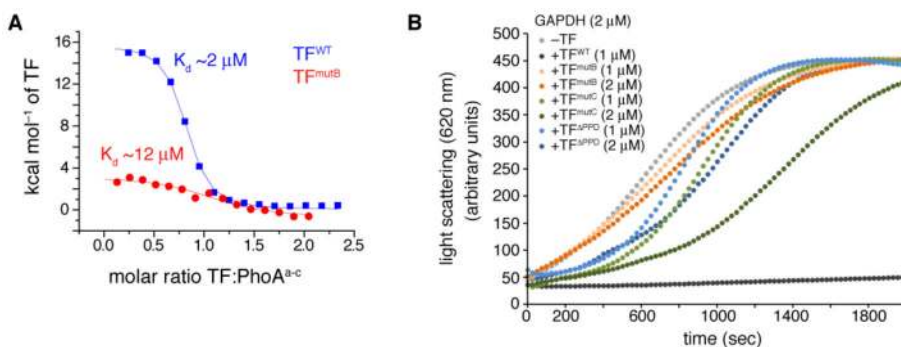 A
16
12
8
4
0
kcal mol⁻¹ of TF
K_d ~2 μM
TF^WT
TF^mutB
K_d ~12 μM
0.0 0.5 1.0 1.5 2.0 2.5
molar ratio TF:PhoA^a-c
B
500
450
400
350
300
250
200
150
100
50
0
light scattering (620 nm)
(arbitrary units)
GAPDH (2 μM)
−TF
+TF^WT (1 μM)
+TF^mutB (1 μM)
+TF^mutB (2 μM)
+TF^mutC (1 μM)
+TF^mutC (2 μM)
+TF^ΔPPD (1 μM)
+TF^ΔPPD (2 μM)
0 200 600 1000 1400 1800
time (sec)